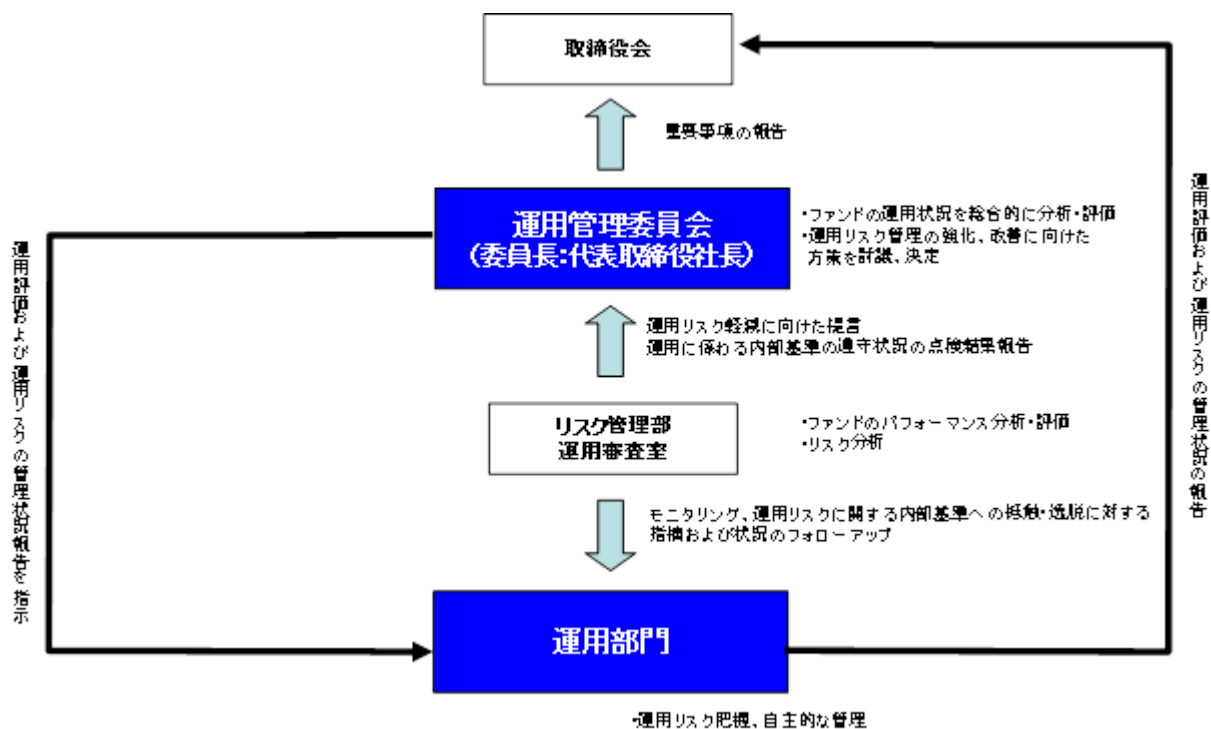 取締役会
重要事項の報告
運用管理委員会
(委員長:代表取締役社長)
・ファンドの運用状況を総合的に分析・評価
・運用リスク管理の強化、改善に向けた
方策を討議、決定
運用リスク軽減に向けた提言
運用に係わる内部基準の遵守状況の点検結果報告
リスク管理部
運用審査室
・ファンドのパフォーマンス分析・評価
・リスク分析
モニタリング、運用リスクに関する内部基準への抵触・逸脱に対する
指摘および状況のフォローアップ
運用部門
・運用リスク把握、自主的な管理
運用評価および運用リスクの管理状況報告を指示
運用評価および運用リスクの管理状況の報告